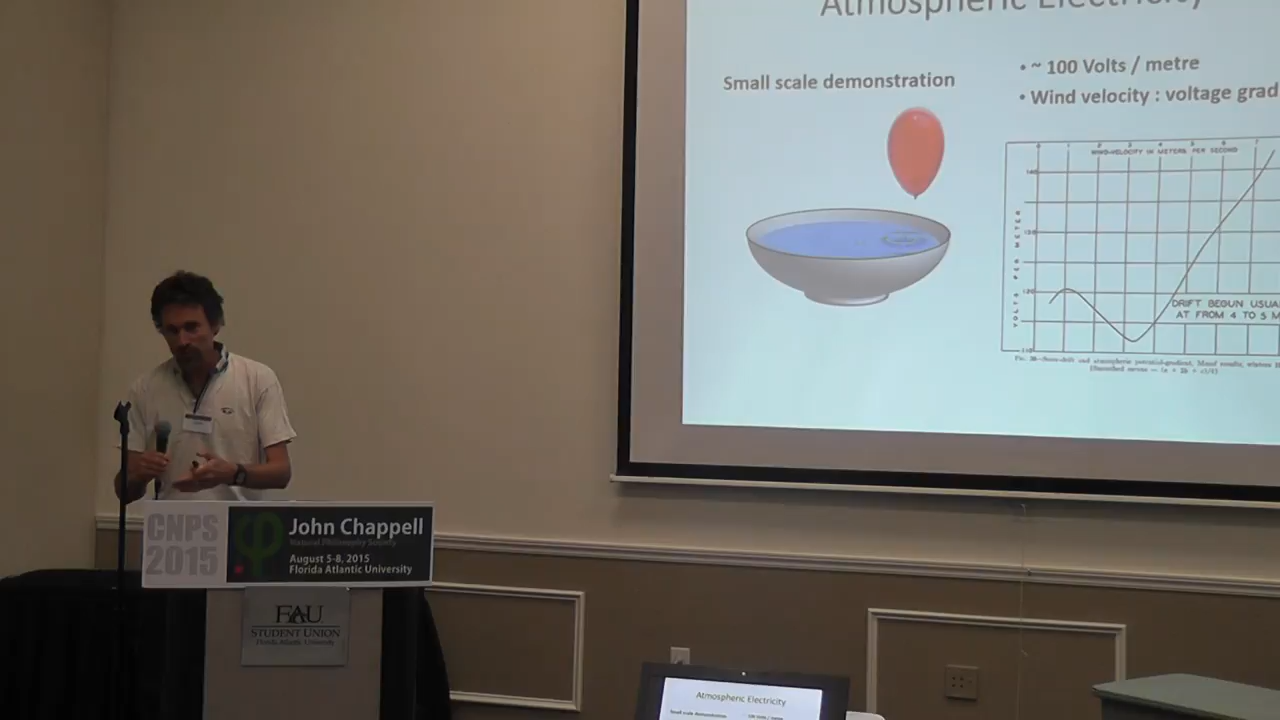 Atmospheric Electricity
Small scale demonstration
• ~ 100 Volts / metre
• Wind velocity : voltage grad
WIND-VELOCITY IN METERS PER SECOND
VOLTS PER METER
DRIFT BEGUN USUA
AT FROM 4 TO 5 M
CNPS
2015
John Chappell
Natural Philosophy Society
August 5-8, 2015
Florida Atlantic University
FAU
STUDENT UNION
Florida Atlantic University
Atmospheric Electricity
Small scale demonstration